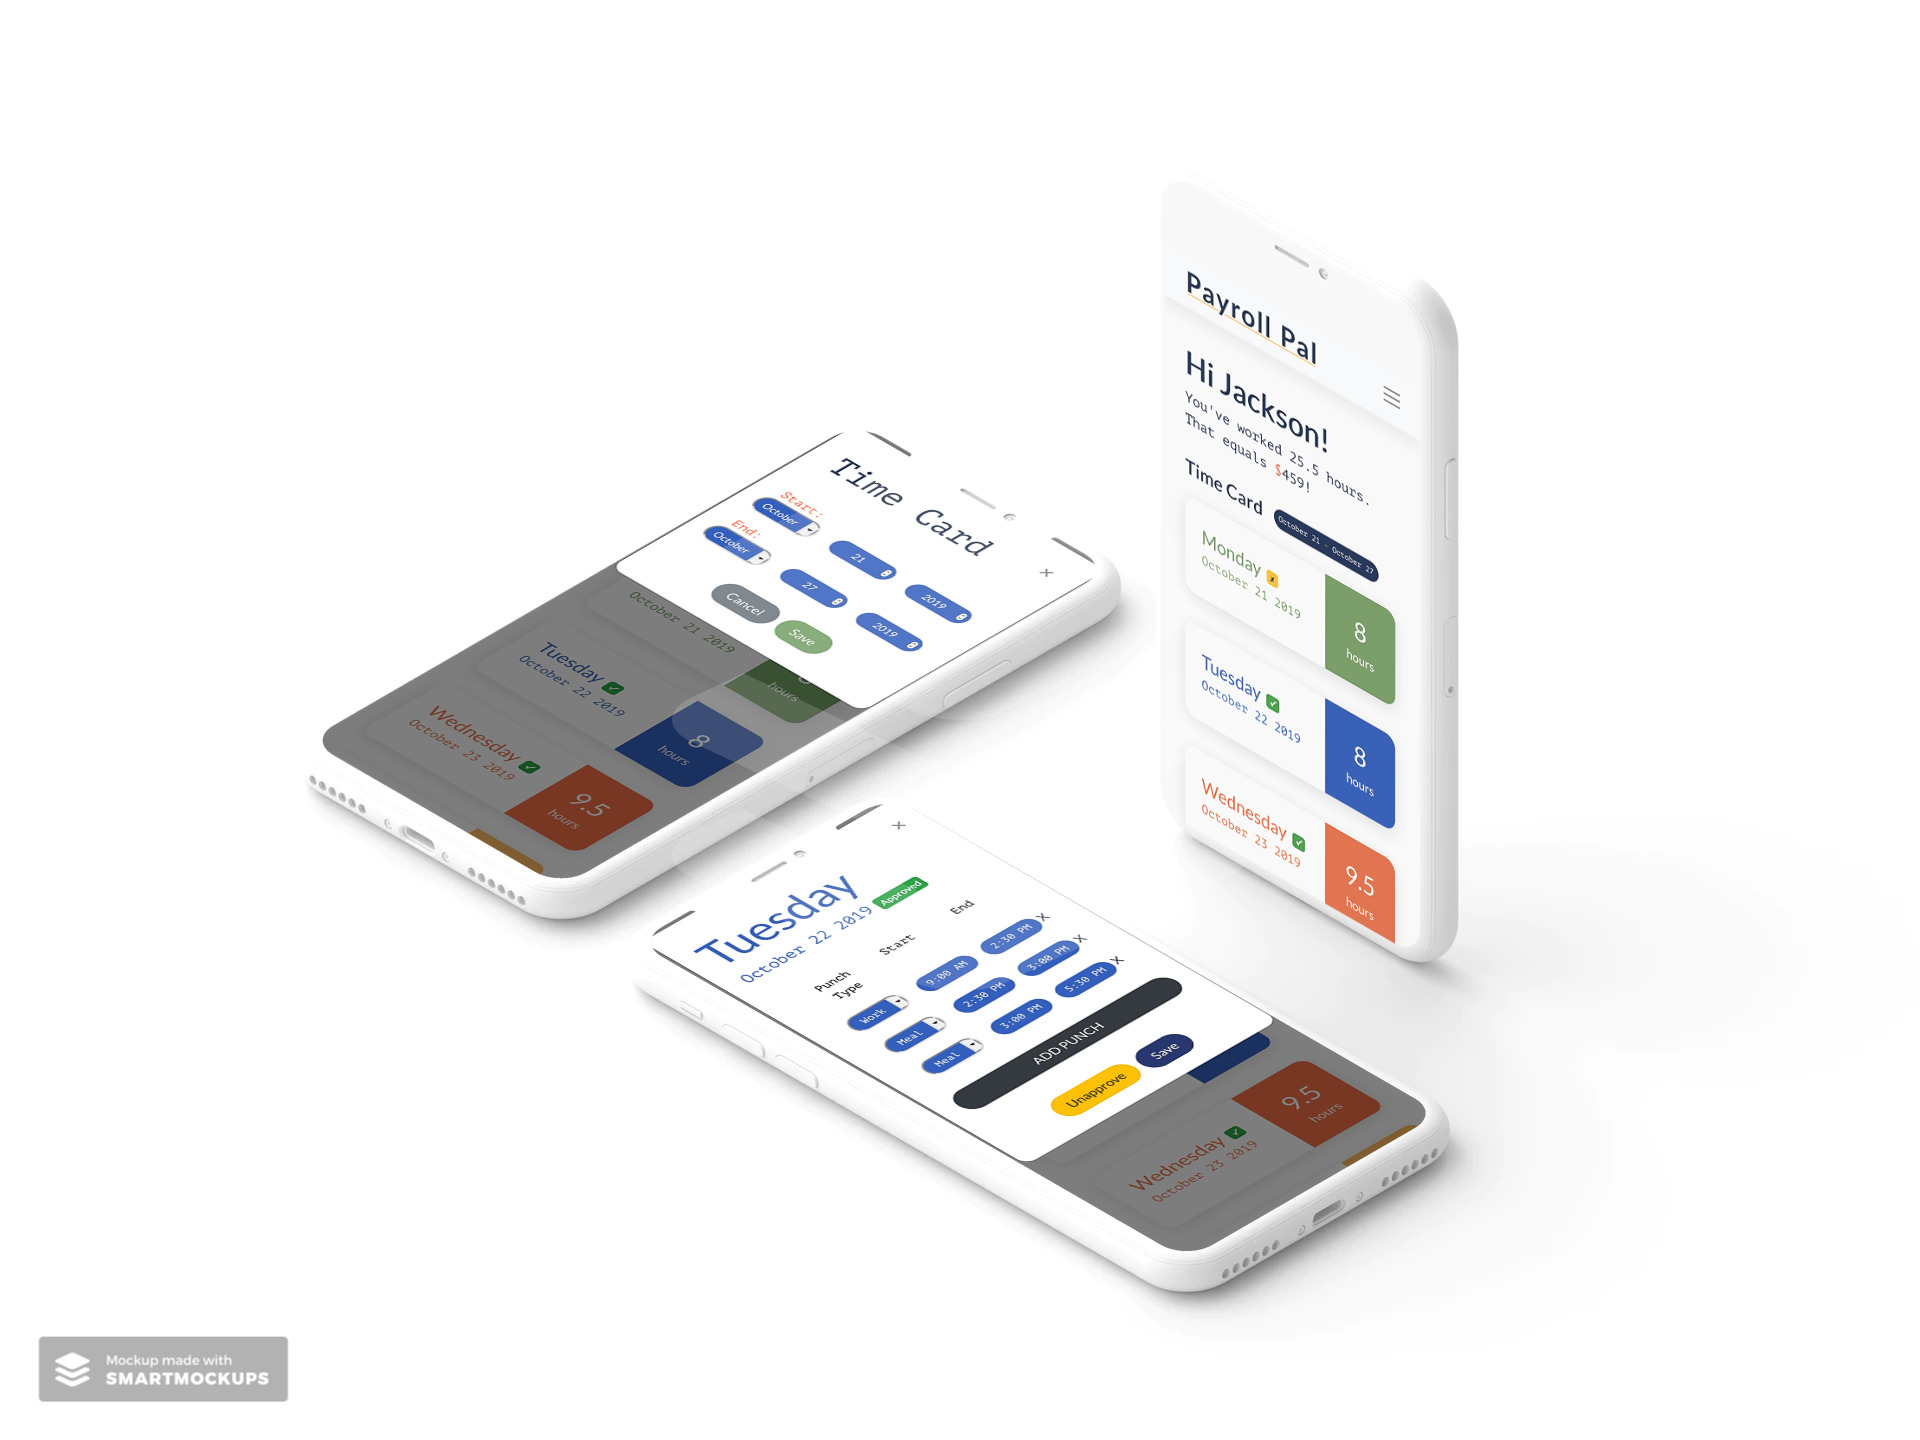 Payroll Pal
Hi Jackson!
You've worked 25.5 hours.
That equals $459!
Time Card
October 21 - October 27
Monday
October 21 2019
8
hours
Tuesday
October 22 2019
8
hours
Wednesday
October 23 2019
9.5
hours
Time Card
Start:
October
21
2019
End:
October
27
2019
Cancel
Save
October 21 2019
hours
Tuesday
October 22 2019
8
hours
Wednesday
October 23 2019
9.5
hours
Tuesday
October 22 2019
Approved
Punch Type
Start
End
Work
9:00 AM
2:30 PM
X
Meal
2:30 PM
3:00 PM
X
Meal
3:00 PM
5:30 PM
X
ADD PUNCH
Unapprove
Save
Wednesday
October 23 2019
9.5
hours
Mockup made with
SMARTMOCKUPS